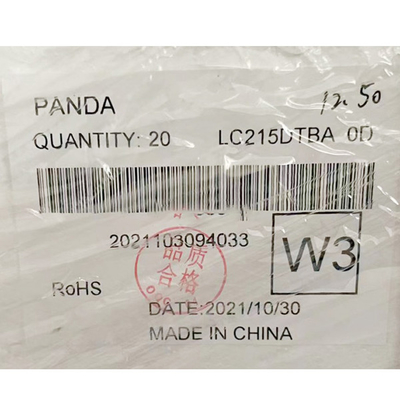 PANDA
12.50
QUANTITY: 20 LC215DTBA 0D
2021103094033
W3
品质
合格
RoHS
DATE:2021/10/30
MADE IN CHINA